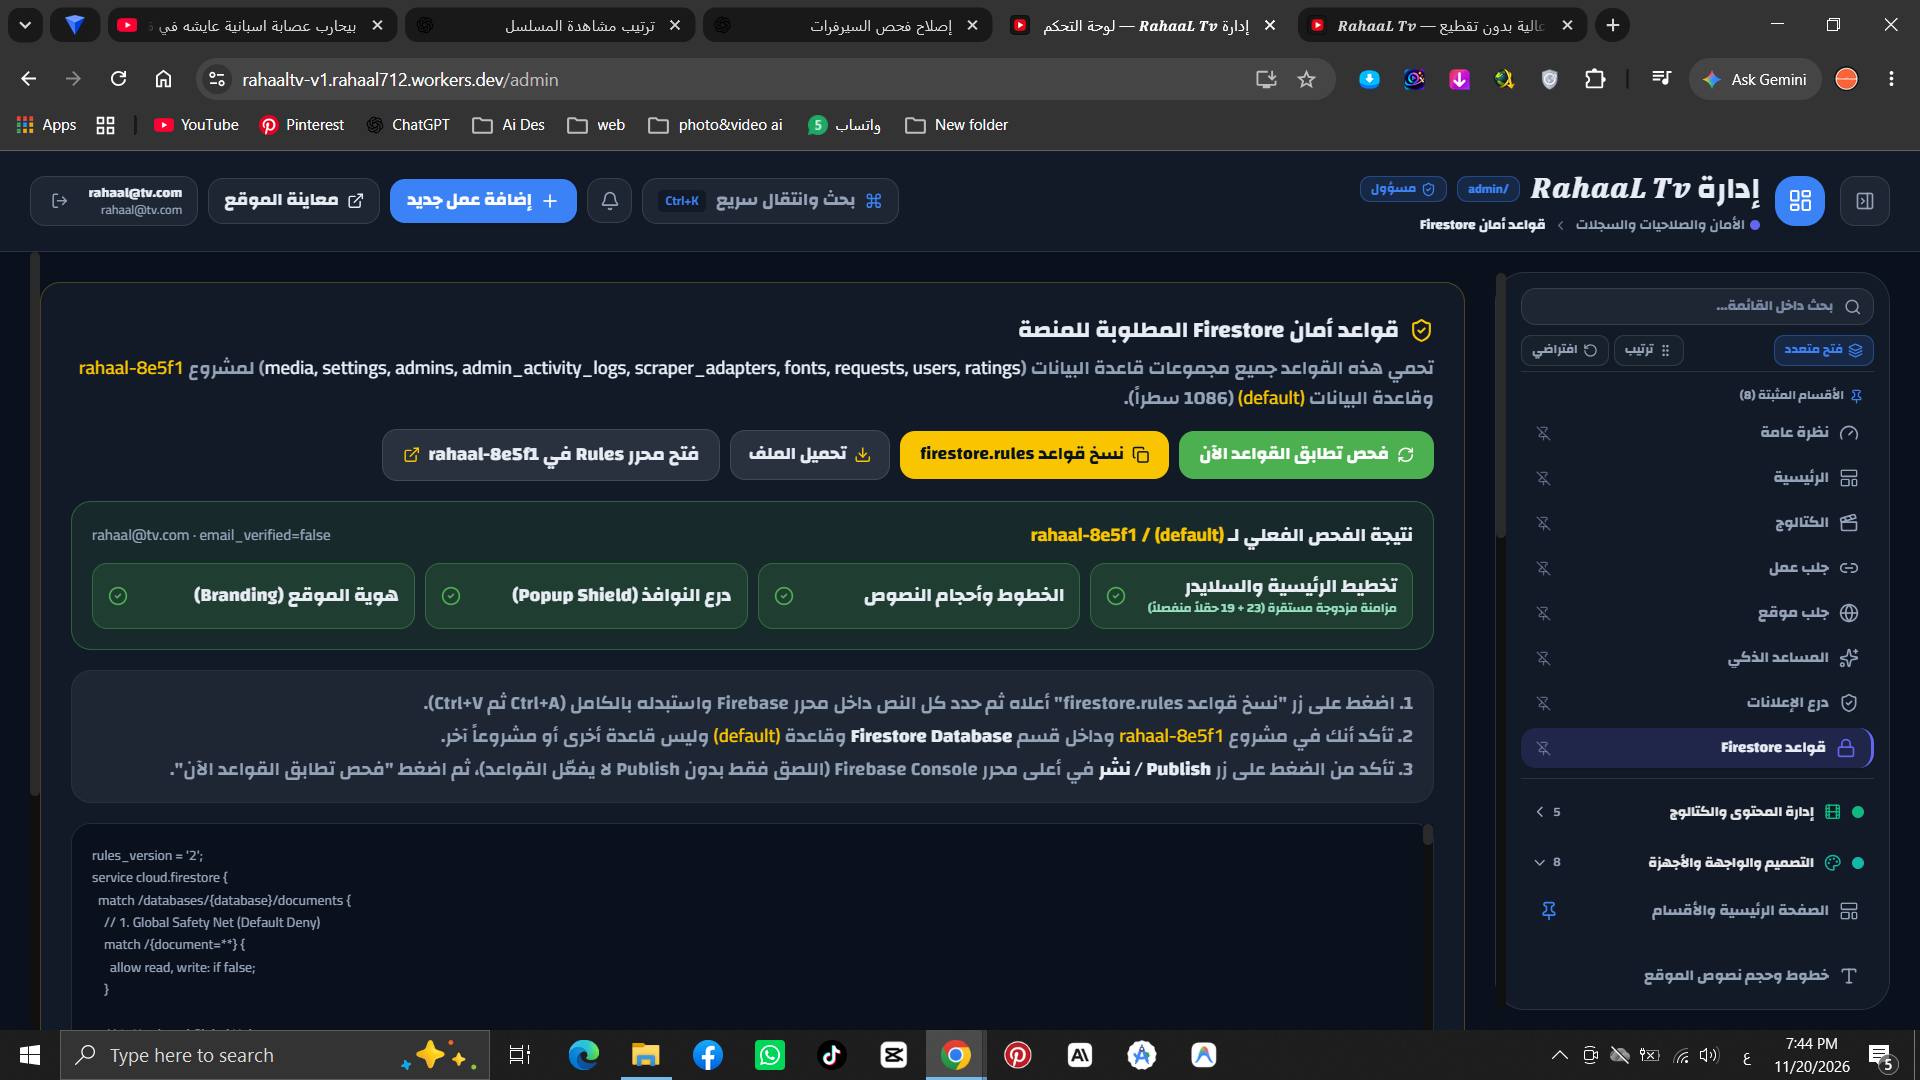 بيحارب عصابة اسبانية عايشه في
ترتيب مشاهدة المسلسل
إصلاح فحص السيرفرات
إدارة RahaaL Tv — لوحة التحكم
RahaaL Tv — عالية بدون تقطيع
rahaaltv-v1.rahaal712.workers.dev/admin
Ask Gemini
Apps
YouTube
Pinterest
ChatGPT
Ai Des
web
photo&video ai
واتساب
New folder
إدارة RahaaL Tv
/admin
مسؤول
الأمان والصلاحيات والسجلات > قواعد أمان Firestore
بحث وانتقال سريع Ctrl+K
إضافة عمل جديد
معاينة الموقع
rahaal@tv.com
rahaal@tv.com
بحث داخل القائمة...
فتح متعدد
ترتيب
افتراضي
الأقسام المثبتة (8)
نظرة عامة
الرئيسية
الكتالوج
جلب عمل
جلب موقع
المساعد الذكي
درع الإعلانات
قواعد Firestore
إدارة المحتوى والكتالوج 5
التصميم والواجهة والأجهزة 8
الصفحة الرئيسية والأقسام
خطوط وحجم نصوص الموقع
قواعد أمان Firestore المطلوبة للمنصة
تحمي هذه القواعد جميع مجموعات قاعدة البيانات (media, settings, admins, admin_activity_logs, scraper_adapters, fonts, requests, users, ratings) لمشروع rahaal-8e5f1
وقاعدة البيانات (default) (1086 سطراً).
فحص تطابق القواعد الآن
نسخ قواعد firestore.rules
تحميل الملف
فتح محرر Rules في rahaal-8e5f1
نتيجة الفحص الفعلي لـ rahaal-8e5f1 / (default)
rahaal@tv.com · email_verified=false
تخطيط الرئيسية والسلايدر
مزامنة مزدوجة مستقرة (23 + 19 حقلاً منفصلاً)
الخطوط وأحجام النصوص
درع النوافذ (Popup Shield)
هوية الموقع (Branding)
1. اضغط على زر "نسخ قواعد firestore.rules" أعلاه ثم حدد كل النص داخل محرر Firebase واستبدله بالكامل (Ctrl+A ثم Ctrl+V).
2. تأكد أنك في مشروع rahaal-8e5f1 وداخل قسم Firestore Database وقاعدة (default) وليس قاعدة أخرى أو مشروعاً آخر.
3. تأكد من الضغط على زر Publish / نشر في أعلى محرر Firebase Console (اللصق فقط بدون Publish لا يفعّل القواعد)، ثم اضغط "فحص تطابق القواعد الآن".
rules_version = '2';
service cloud.firestore {
match /databases/{database}/documents {
// 1. Global Safety Net (Default Deny)
match /{document=**} {
allow read, write: if false;
}
Type here to search
ع
7:44 PM
11/20/2026
5